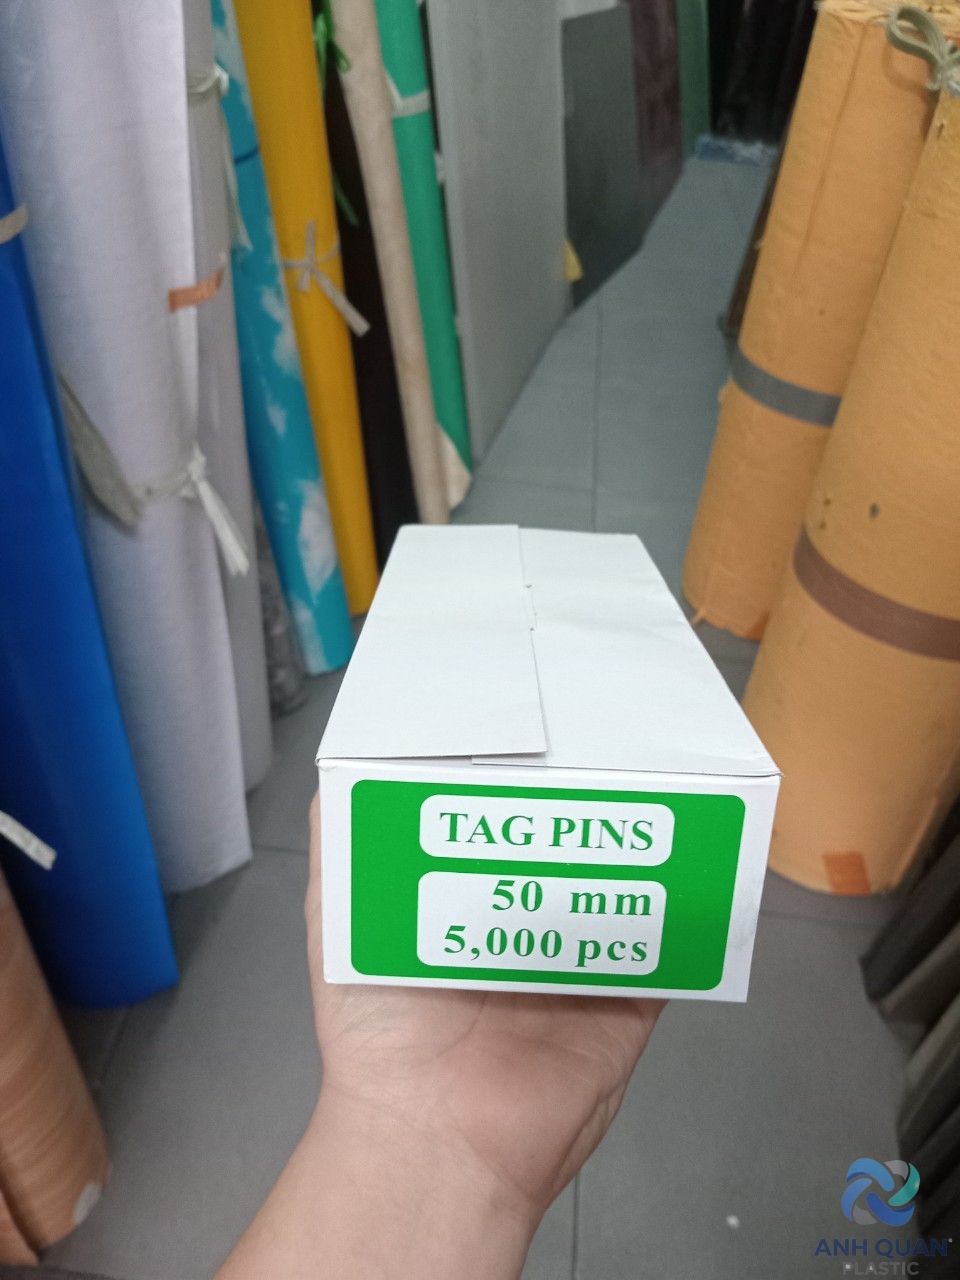 TAG PINS
50 mm
5,000 pcs
ANH QUAN
PLASTIC